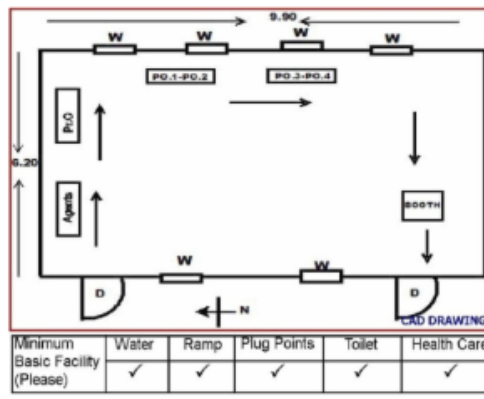 9.90
W W W W
PO.1-PO.2 PO.3-PO.4
Pr.O
6.20
Agents
BOOTH
W W
D D
N
CAD DRAWING
Minimum Basic Facility (Please) Water Ramp Plug Points Toilet Health Care
✓ ✓ ✓ ✓ ✓